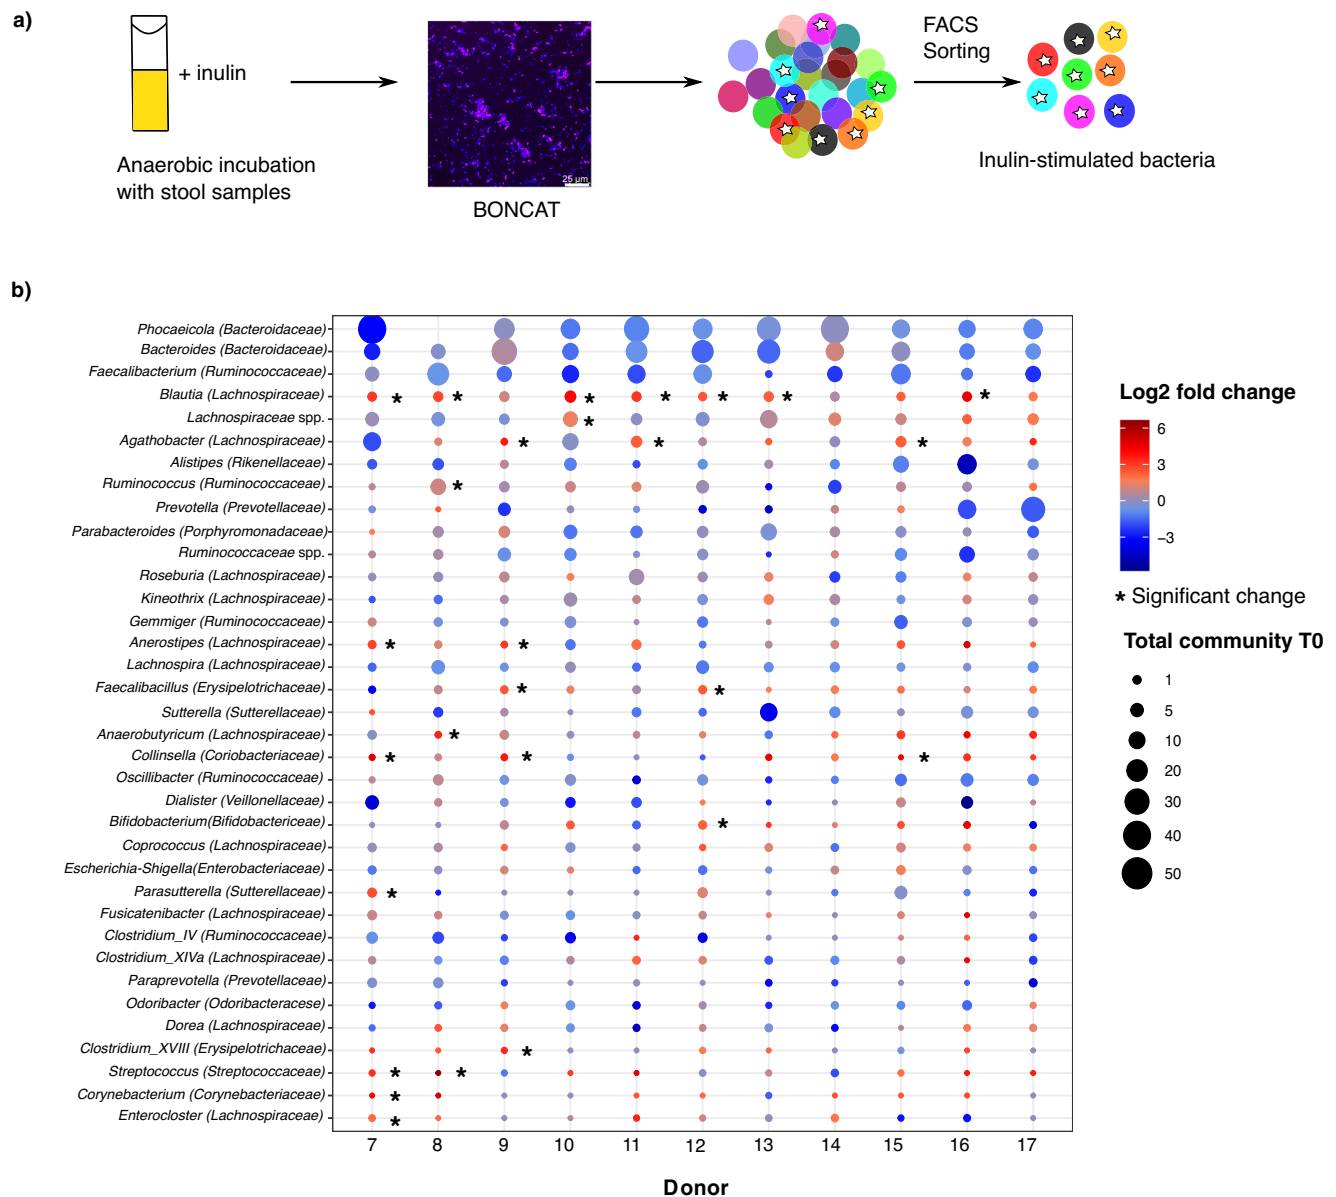 a)
+ inulin
Anaerobic incubation
with stool samples
25 µm
BONCAT
FACS
Sorting
Inulin-stimulated bacteria
b)
Phocaeicola (Bacteroidaceae)
Bacteroides (Bacteroidaceae)
Faecalibacterium (Ruminococcaceae)
Blautia (Lachnospiraceae)
Lachnospiraceae spp.
Agathobacter (Lachnospiraceae)
Alistipes (Rikenellaceae)
Ruminococcus (Ruminococcaceae)
Prevotella (Prevotellaceae)
Parabacteroides (Porphyromonadaceae)
Ruminococcaceae spp.
Roseburia (Lachnospiraceae)
Kineothrix (Lachnospiraceae)
Gemmiger (Ruminococcaceae)
Anerostipes (Lachnospiraceae)
Lachnospira (Lachnospiraceae)
Faecalibacillus (Erysipelotrichaceae)
Sutterella (Sutterellaceae)
Anaerobutyricum (Lachnospiraceae)
Collinsella (Coriobacteriaceae)
Oscillibacter (Ruminococcaceae)
Dialister (Veillonellaceae)
Bifidobacterium(Bifidobactericeae)
Coprococcus (Lachnospiraceae)
Escherichia-Shigella(Enterobacteriaceae)
Parasutterella (Sutterellaceae)
Fusicatenibacter (Lachnospiraceae)
Clostridium_IV (Ruminococcaceae)
Clostridium_XIVa (Lachnospiraceae)
Paraprevotella (Prevotellaceae)
Odoribacter (Odoribacteracese)
Dorea (Lachnospiraceae)
Clostridium_XVIII (Erysipelotrichaceae)
Streptococcus (Streptococcaceae)
Corynebacterium (Corynebacteriaceae)
Enterocloster (Lachnospiraceae)
7 8 9 10 11 12 13 14 15 16 17
Donor
Log2 fold change
6
3
0
−3
* Significant change
Total community T0
1
5
10
20
30
40
50